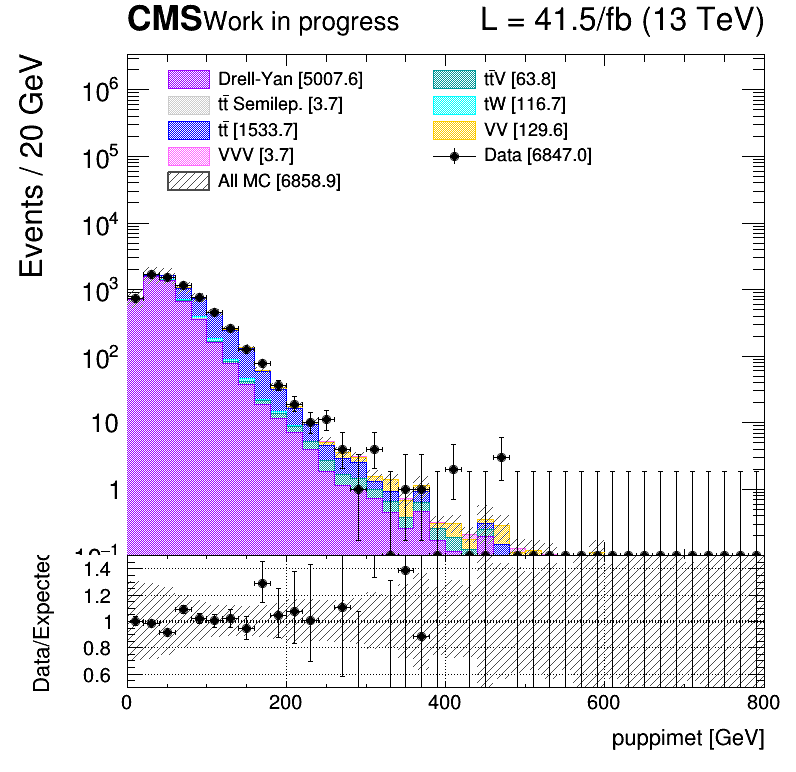 CMS Work in progress L = 41.5/fb (13 TeV)
Events / 20 GeV
Drell-Yan [5007.6]
tt̄ Semilep. [3.7]
tt̄ [1533.7]
VVV [3.7]
All MC [6858.9]
tt̄V [63.8]
tW [116.7]
VV [129.6]
Data [6847.0]
10⁶
10⁵
10⁴
10³
10²
10
1
10⁻¹
Data/Expected
1.4
1.2
1
0.8
0.6
0 200 400 600 800
puppimet [GeV]